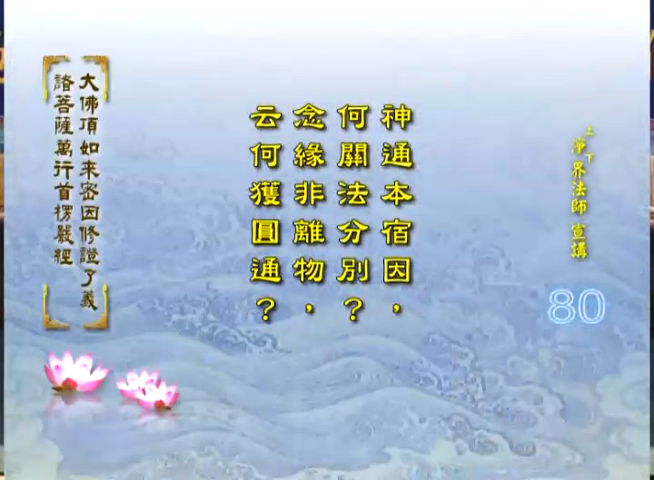 上下淨界法師 宣講
80
神通本宿因，
何關法分別？
念緣非離物，
云何獲圓通？
大佛頂如來密因修證了義
諸菩薩萬行首楞嚴經